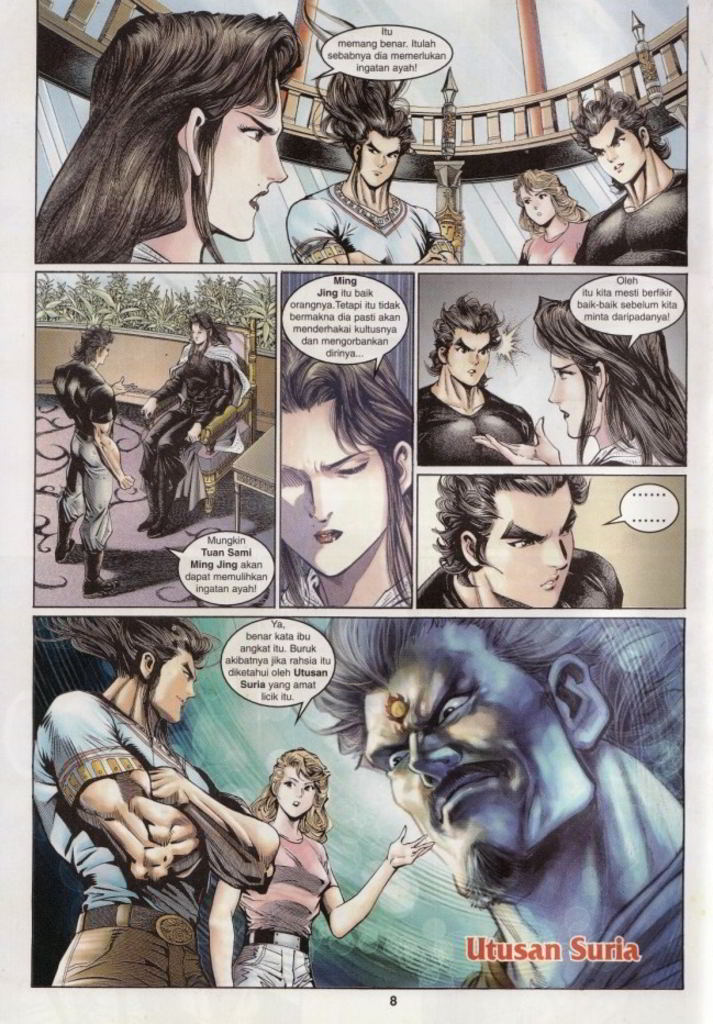 Itu
memang benar. Itulah
sebabnya dia memerlukan
ingatan ayah!
Mungkin
Tuan Sami
Ming Jing akan
dapat memulihkan
ingatan ayah!
Ming
Jing itu baik
orangnya.Tetapi itu tidak
bermakna dia pasti akan
menderhakai kultusnya
dan mengorbankan
dirinya...
Oleh
itu kita mesti berfikir
baik-baik sebelum kita
minta daripadanya!
......
......
Ya,
benar kata ibu
angkat itu. Buruk
akibatnya jika rahsia itu
diketahui oleh Utusan
Suria yang amat
licik itu.
Utusan Suria
8